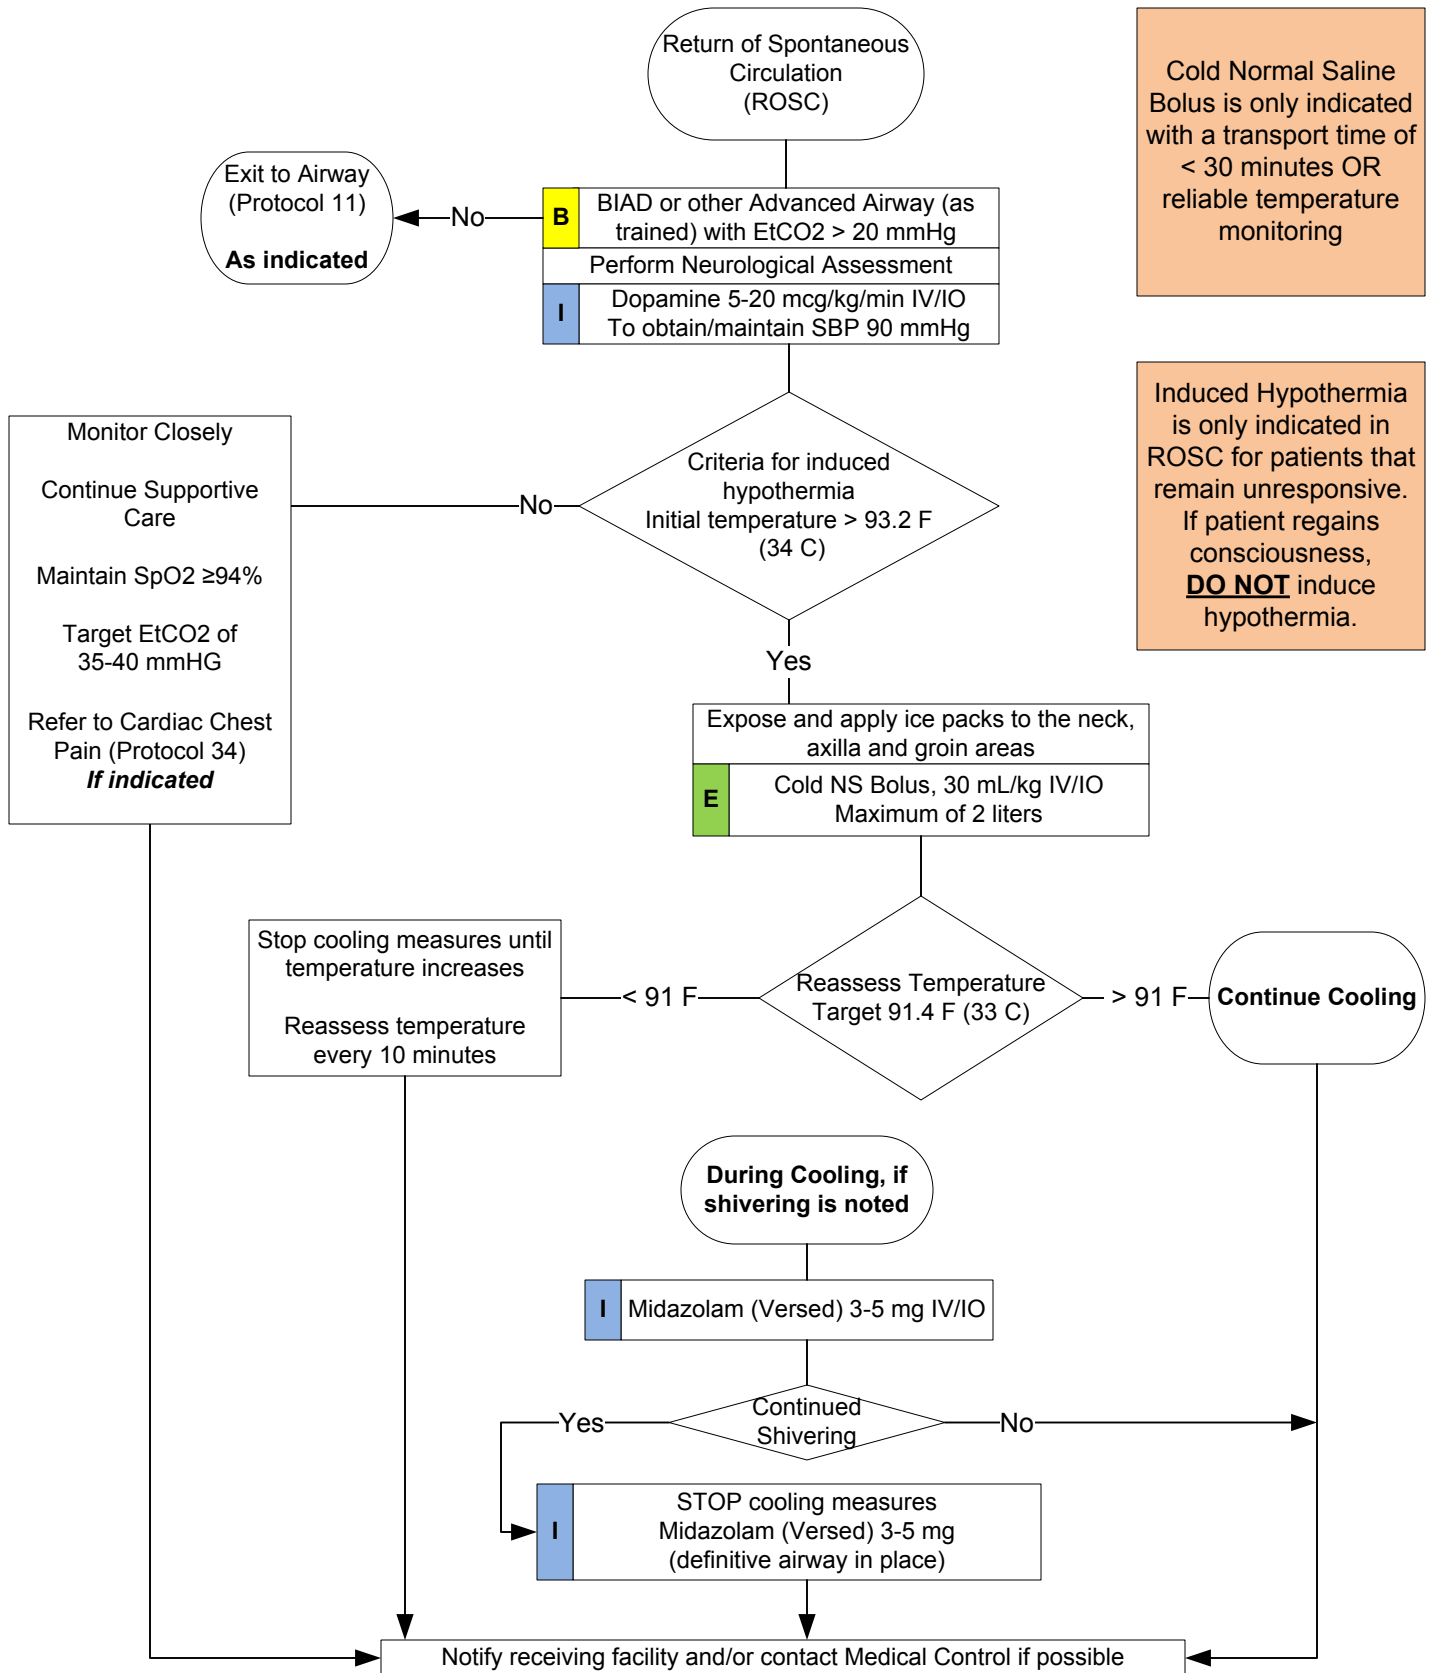 Return of Spontaneous
Circulation
(ROSC)
Cold Normal Saline
Bolus is only indicated
with a transport time of
< 30 minutes OR
reliable temperature
monitoring
Exit to Airway
(Protocol 11)
As indicated
No
B
BIAD or other Advanced Airway (as
trained) with EtCO2 > 20 mmHg
Perform Neurological Assessment
I
Dopamine 5-20 mcg/kg/min IV/IO
To obtain/maintain SBP 90 mmHg
Induced Hypothermia
is only indicated in
ROSC for patients that
remain unresponsive.
If patient regains
consciousness,
DO NOT induce
hypothermia.
Monitor Closely
Continue Supportive
Care
Maintain SpO2 ≥94%
Target EtCO2 of
35-40 mmHG
Refer to Cardiac Chest
Pain (Protocol 34)
If indicated
No
Criteria for induced
hypothermia
Initial temperature > 93.2 F
(34 C)
Yes
Expose and apply ice packs to the neck,
axilla and groin areas
E
Cold NS Bolus, 30 mL/kg IV/IO
Maximum of 2 liters
Stop cooling measures until
temperature increases
Reassess temperature
every 10 minutes
< 91 F
Reassess Temperature
Target 91.4 F (33 C)
> 91 F
Continue Cooling
During Cooling, if
shivering is noted
I
Midazolam (Versed) 3-5 mg IV/IO
Yes
Continued
Shivering
No
I
STOP cooling measures
Midazolam (Versed) 3-5 mg
(definitive airway in place)
Notify receiving facility and/or contact Medical Control if possible